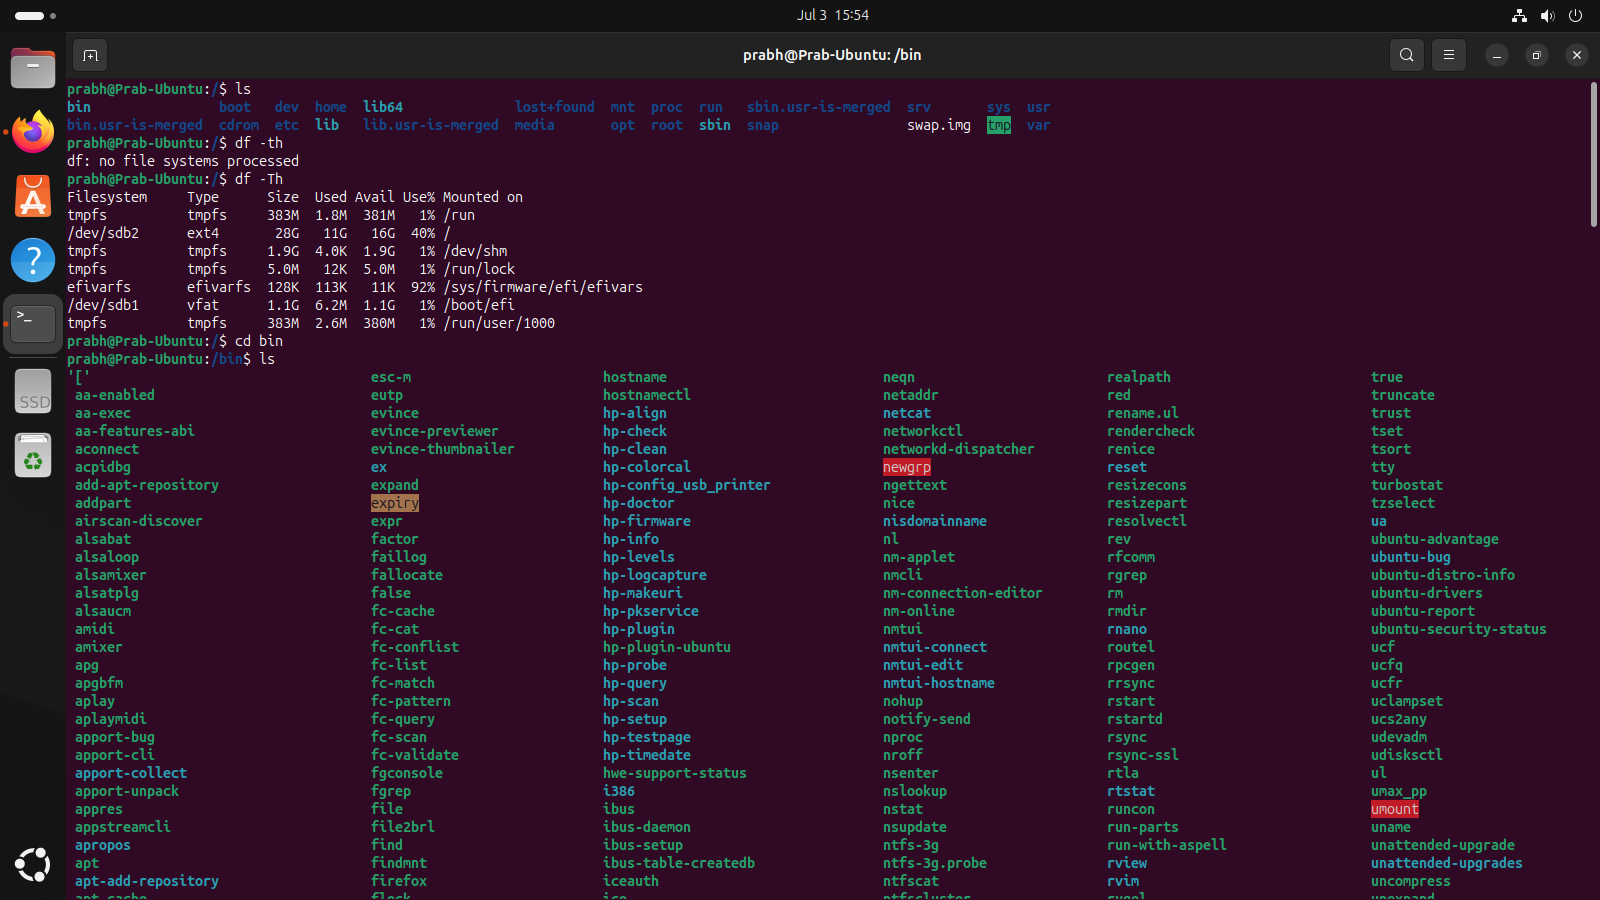 Jul 3 15:54
prabh@Prab-Ubuntu: /bin
prabh@Prab-Ubuntu:/$ ls
bin boot dev home lib64 lost+found mnt proc run sbin.usr-is-merged srv sys usr
bin.usr-is-merged cdrom etc lib lib.usr-is-merged media opt root sbin snap swap.img tmp var
prabh@Prab-Ubuntu:/$ df -th
df: no file systems processed
prabh@Prab-Ubuntu:/$ df -Th
Filesystem Type Size Used Avail Use% Mounted on
tmpfs tmpfs 383M 1.8M 381M 1% /run
/dev/sdb2 ext4 28G 11G 16G 40% /
tmpfs tmpfs 1.9G 4.0K 1.9G 1% /dev/shm
tmpfs tmpfs 5.0M 12K 5.0M 1% /run/lock
efivarfs efivarfs 128K 113K 11K 92% /sys/firmware/efi/efivars
/dev/sdb1 vfat 1.1G 6.2M 1.1G 1% /boot/efi
tmpfs tmpfs 383M 2.6M 380M 1% /run/user/1000
prabh@Prab-Ubuntu:/$ cd bin
prabh@Prab-Ubuntu:/bin$ ls
'[' esc-m hostname neqn realpath true
aa-enabled eutp hostnamectl netaddr red truncate
aa-exec evince hp-align netcat rename.ul trust
aa-features-abi evince-previewer hp-check networkctl rendercheck tset
aconnect evince-thumbnailer hp-clean networkd-dispatcher renice tsort
acpidbg ex hp-colorcal newgrp reset tty
add-apt-repository expand hp-config_usb_printer ngettext resizecons turbostat
addpart expiry hp-doctor nice resizepart tzselect
airscan-discover expr hp-firmware nisdomainname resolvectl ua
alsabat factor hp-info nl rev ubuntu-advantage
alsaloop faillog hp-levels nm-applet rfcomm ubuntu-bug
alsamixer fallocate hp-logcapture nmcli rgrep ubuntu-distro-info
alsatplg false hp-makeuri nm-connection-editor rm ubuntu-drivers
alsaucm fc-cache hp-pkservice nm-online rmdir ubuntu-report
amidi fc-cat hp-plugin nmtui rnano ubuntu-security-status
amixer fc-conflist hp-plugin-ubuntu nmtui-connect routel ucf
apg fc-list hp-probe nmtui-edit rpcgen ucfq
apgbfm fc-match hp-query nmtui-hostname rrsync ucfr
aplay fc-pattern hp-scan nohup rstart uclampset
aplaymidi fc-query hp-setup notify-send rstartd ucs2any
apport-bug fc-scan hp-testpage nproc rsync udevadm
apport-cli fc-validate hp-timedate nroff rsync-ssl udisksctl
apport-collect fgconsole hwe-support-status nsenter rtla ul
apport-unpack fgrep i386 nslookup rtstat umax_pp
appres file ibus nstat runcon umount
appstreamcli file2brl ibus-daemon nsupdate run-parts uname
apropos find ibus-setup ntfs-3g run-with-aspell unattended-upgrade
apt findmnt ibus-table-createdb ntfs-3g.probe rview unattended-upgrades
apt-add-repository firefox iceauth ntfscat rvim uncompress
SSD